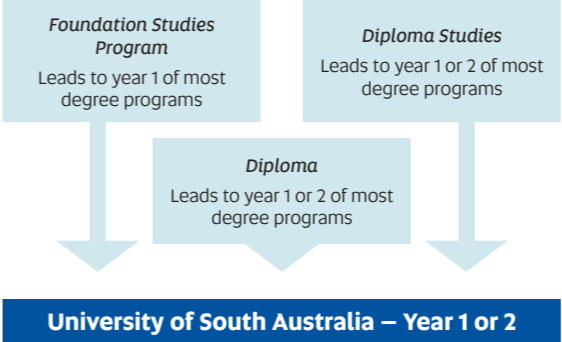 Foundation Studies
Program
Leads to year 1 of most
degree programs
Diploma Studies
Leads to year 1 or 2 of most
degree programs
Diploma
Leads to year 1 or 2 of most
degree programs
University of South Australia – Year 1 or 2